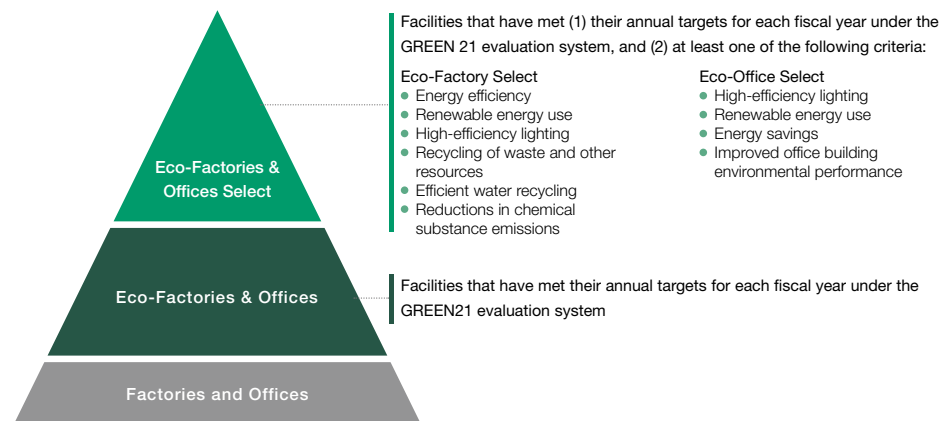 Facilities that have met (1) their annual targets for each fiscal year under the
GREEN 21 evaluation system, and (2) at least one of the following criteria:
Eco-Factory Select
Energy efficiency
Renewable energy use
High-efficiency lighting
Recycling of waste and other
resources
Efficient water recycling
Reductions in chemical
substance emissions
Eco-Office Select
High-efficiency lighting
Renewable energy use
Energy savings
Improved office building
environmental performance
Eco-Factories &
Offices Select
Eco-Factories & Offices
Facilities that have met their annual targets for each fiscal year under the
GREEN21 evaluation system
Factories and Offices